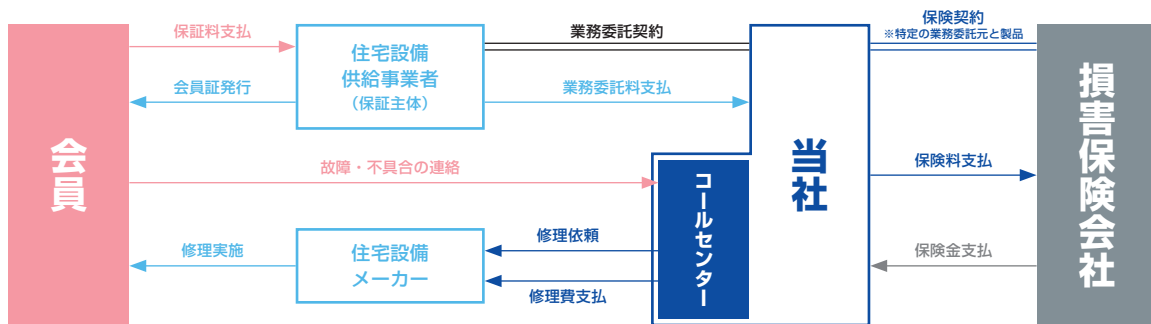 会員
保証料支払
会員証発行
住宅設備
供給事業者
（保証主体）
業務委託契約
業務委託料支払
故障・不具合の連絡
修理実施
住宅設備
メーカー
修理依頼
修理費支払
コールセンター
当社
保険契約
※特定の業務委託元と製品
保険料支払
保険金支払
損害保険会社